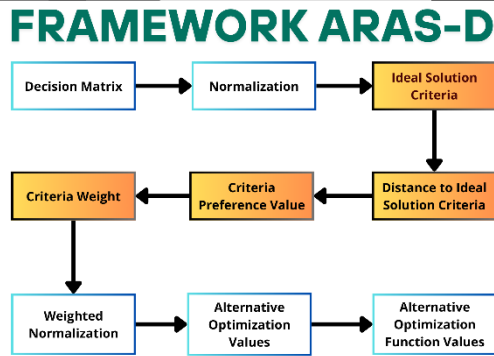 FRAMEWORK ARAS-D
Decision Matrix
Normalization
Ideal Solution
Criteria
Criteria Weight
Criteria
Preference Value
Distance to Ideal
Solution Criteria
Weighted
Normalization
Alternative
Optimization
Values
Alternative
Optimization
Function Values